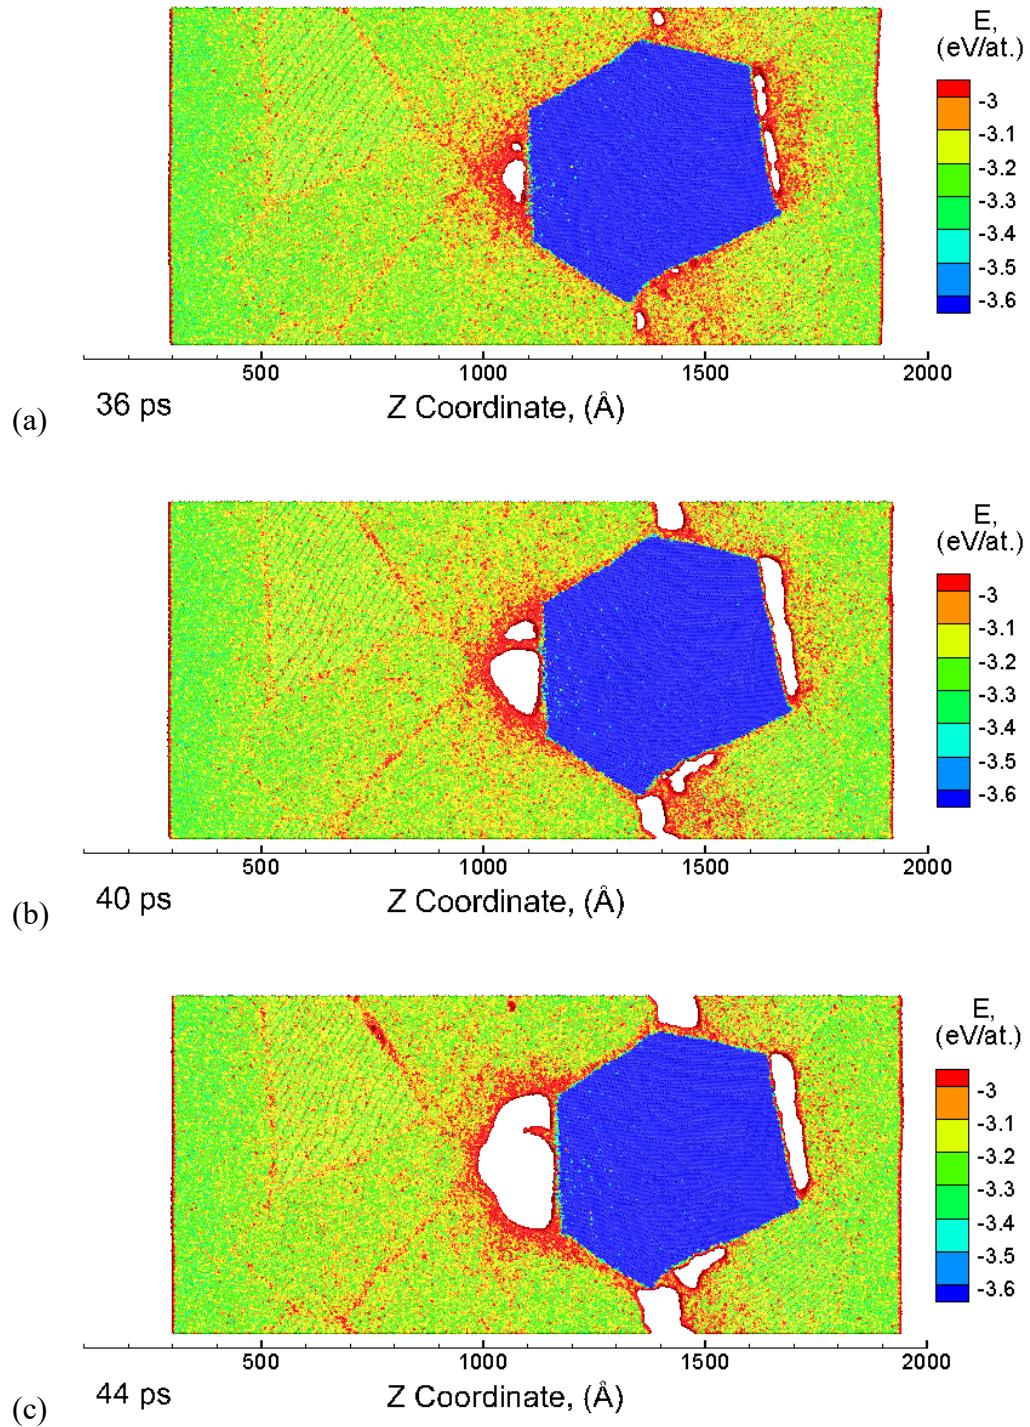 E,
(eV/at.)
-3
-3.1
-3.2
-3.3
-3.4
-3.5
-3.6
500 1000 1500 2000
(a) 36 ps Z Coordinate, (Å)
E,
(eV/at.)
-3
-3.1
-3.2
-3.3
-3.4
-3.5
-3.6
500 1000 1500 2000
(b) 40 ps Z Coordinate, (Å)
E,
(eV/at.)
-3
-3.1
-3.2
-3.3
-3.4
-3.5
-3.6
500 1000 1500 2000
(c) 44 ps Z Coordinate, (Å)